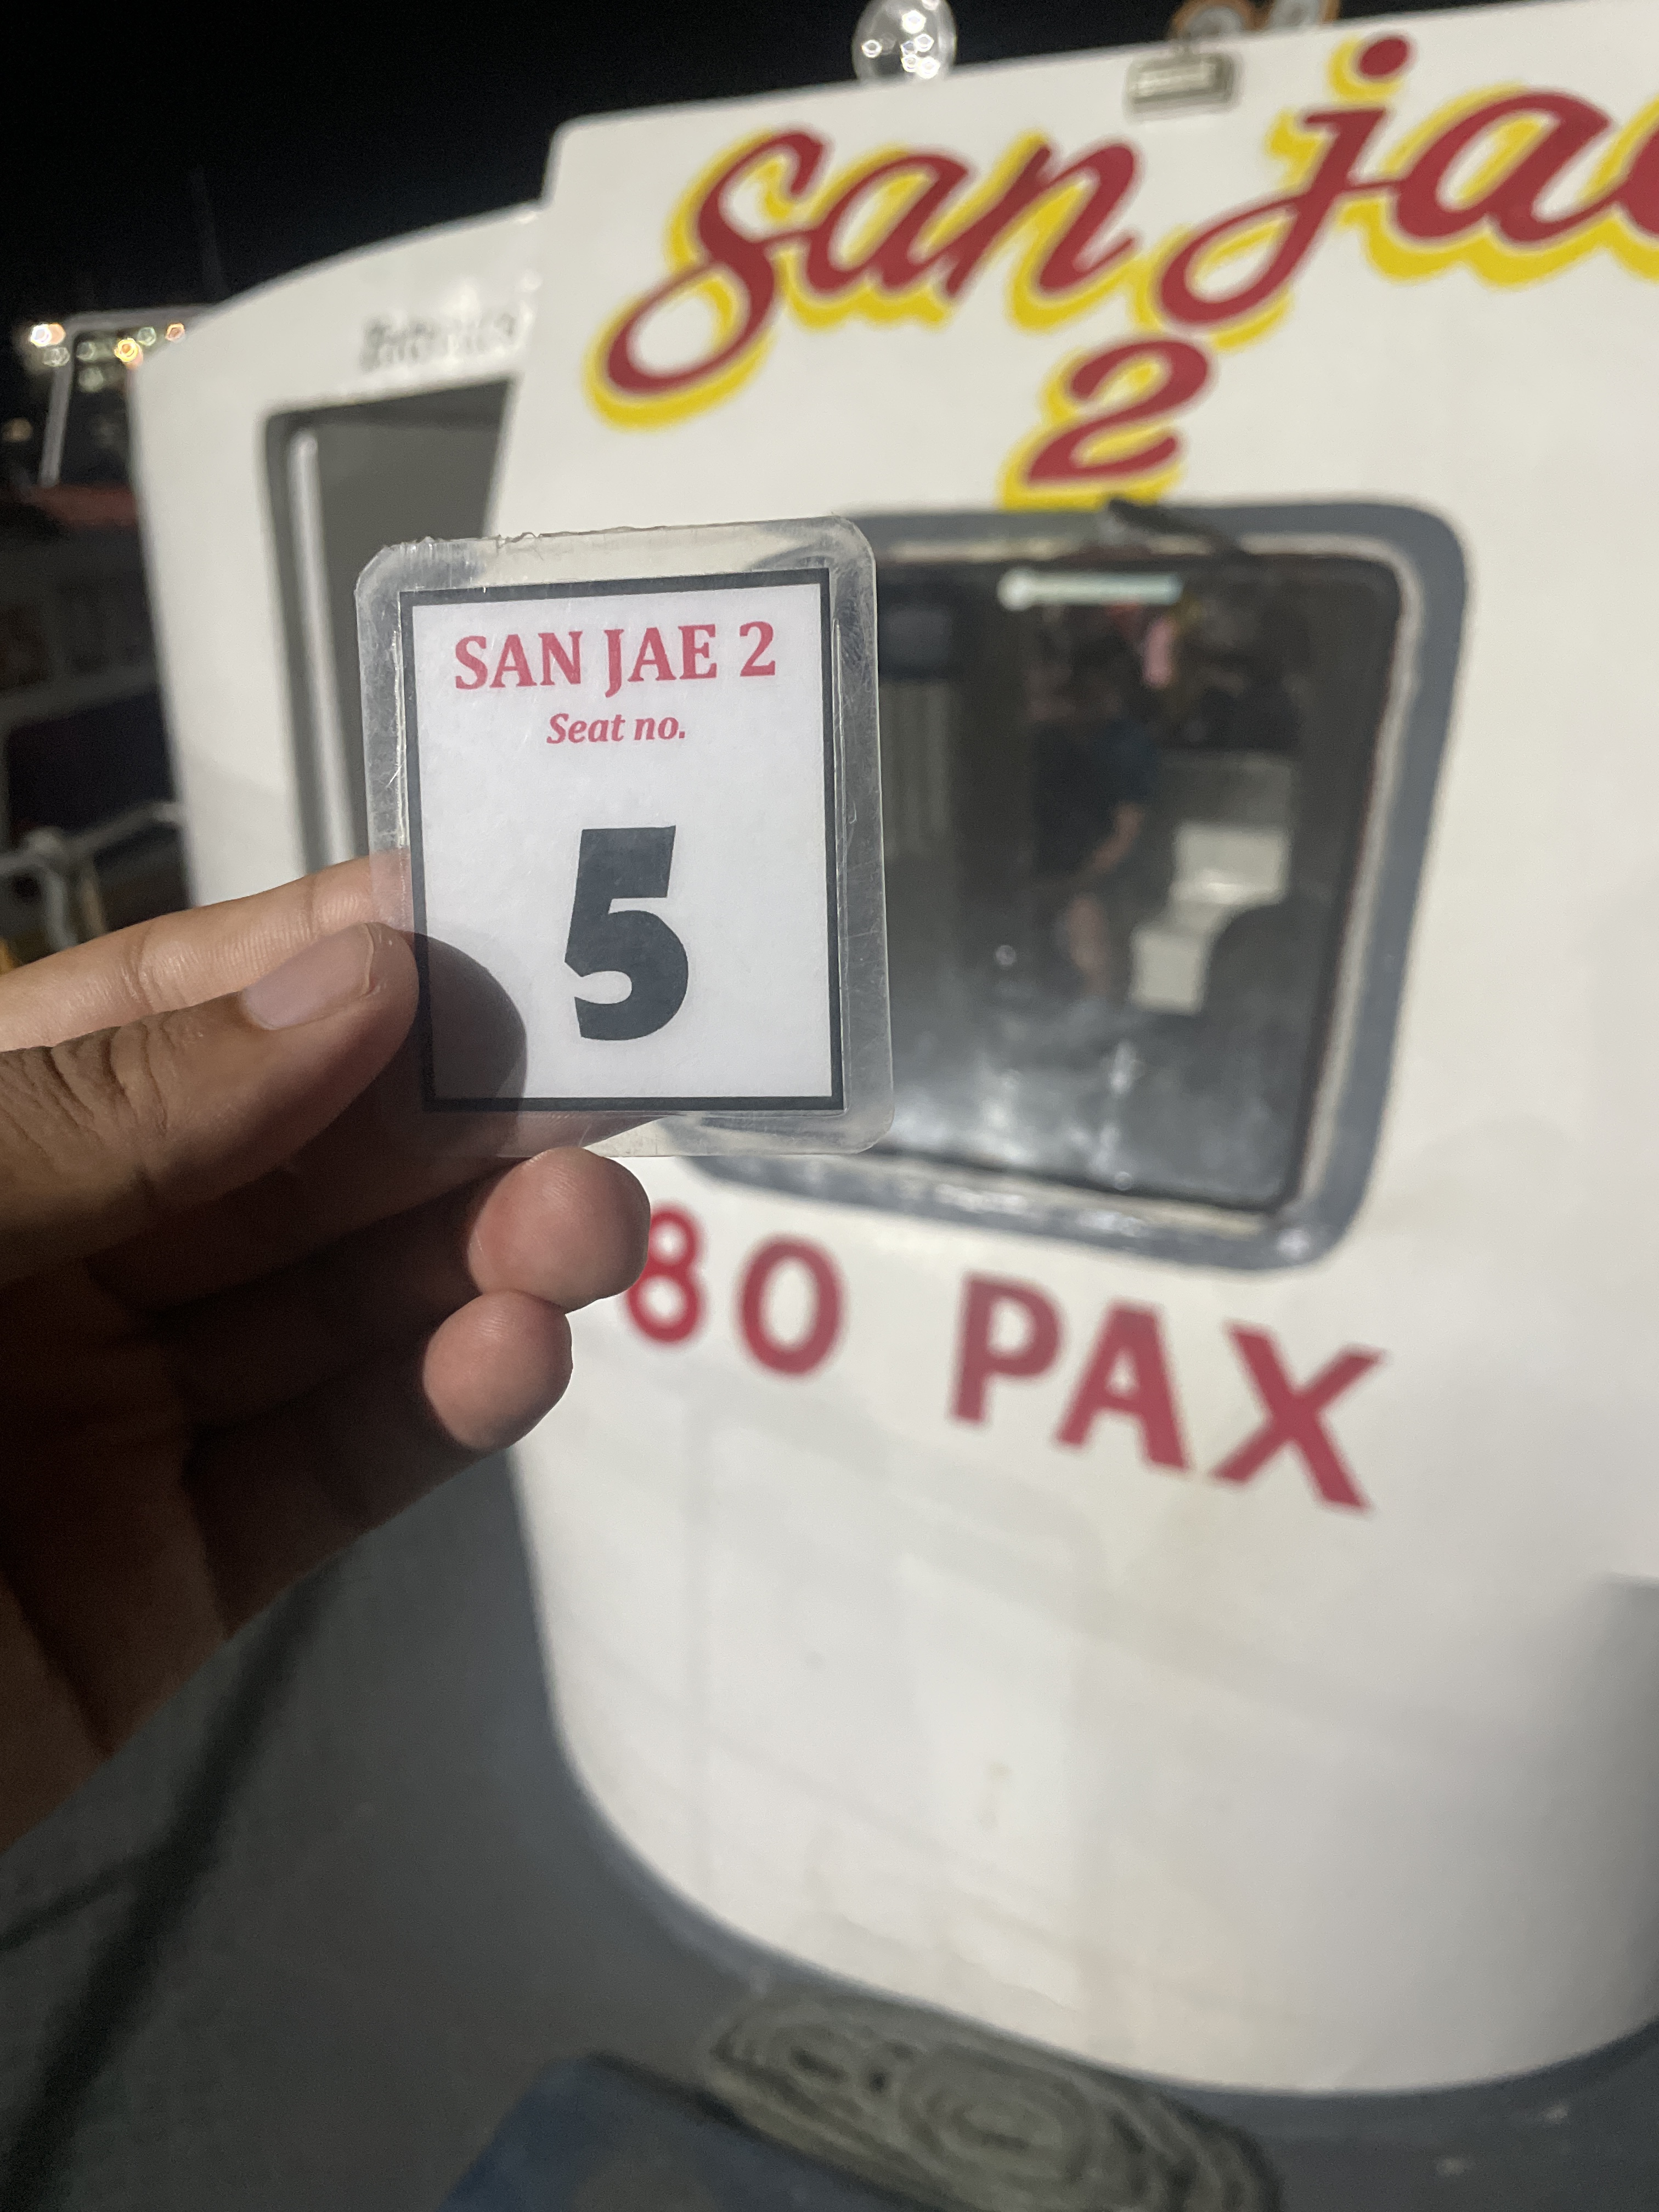 San ja
2
SAN JAE 2
Seat no.
5
80 PAX